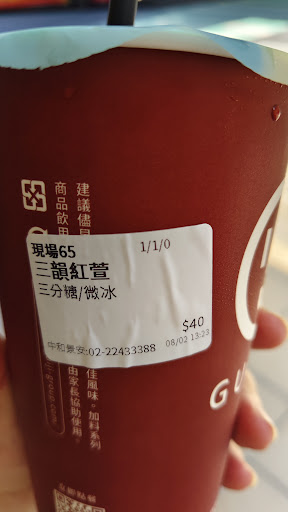 現場65 1/1/0
三韻紅萱
三分糖/微冰
$40
中和景安:02-22433388 08/02 13:23
建議儘
商品飲用
佳風味。加料系列
由家長協助使用。
G U